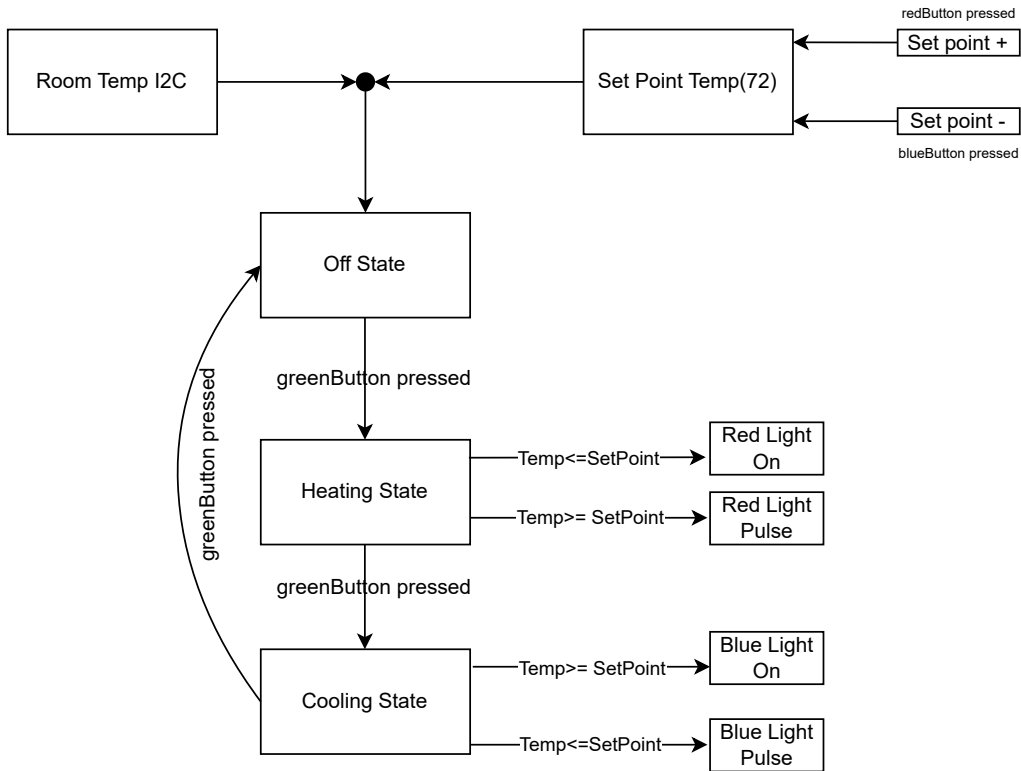 redButton pressed
Set point +
Room Temp I2C
Set Point Temp(72)
Set point -
blueButton pressed
Off State
greenButton pressed
greenButton pressed
Red Light
On
Temp<=SetPoint
Heating State
Red Light
Pulse
Temp>= SetPoint
greenButton pressed
Blue Light
On
Temp>= SetPoint
Cooling State
Blue Light
Pulse
Temp<=SetPoint